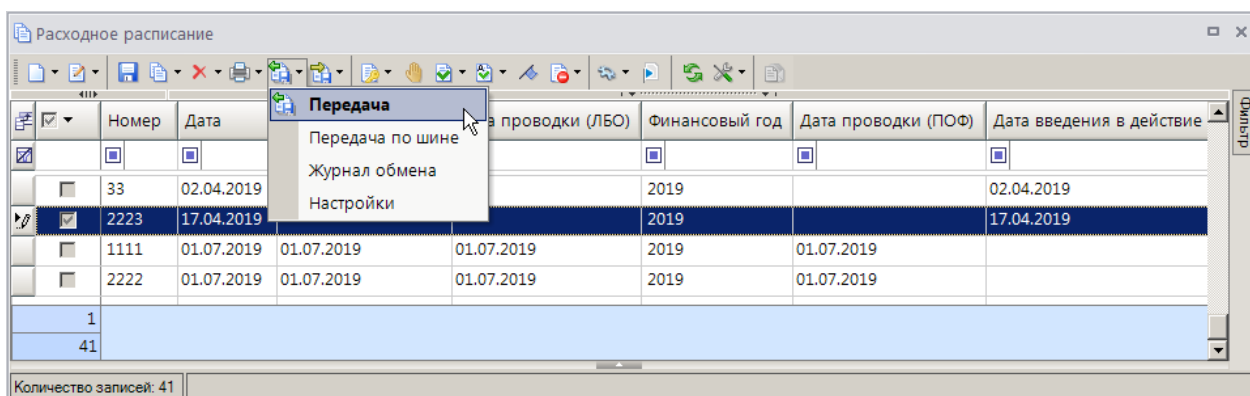 Расходное расписание
Передача
Передача по шине
Журнал обмена
Настройки
Номер Дата а проводки (ЛБО) Финансовый год Дата проводки (ПОФ) Дата введения в действие
Фильтр
33 02.04.2019 2019 02.04.2019
2223 17.04.2019 2019 17.04.2019
1111 01.07.2019 01.07.2019 01.07.2019 2019 01.07.2019
2222 01.07.2019 01.07.2019 01.07.2019 2019 01.07.2019
1
41
Количество записей: 41